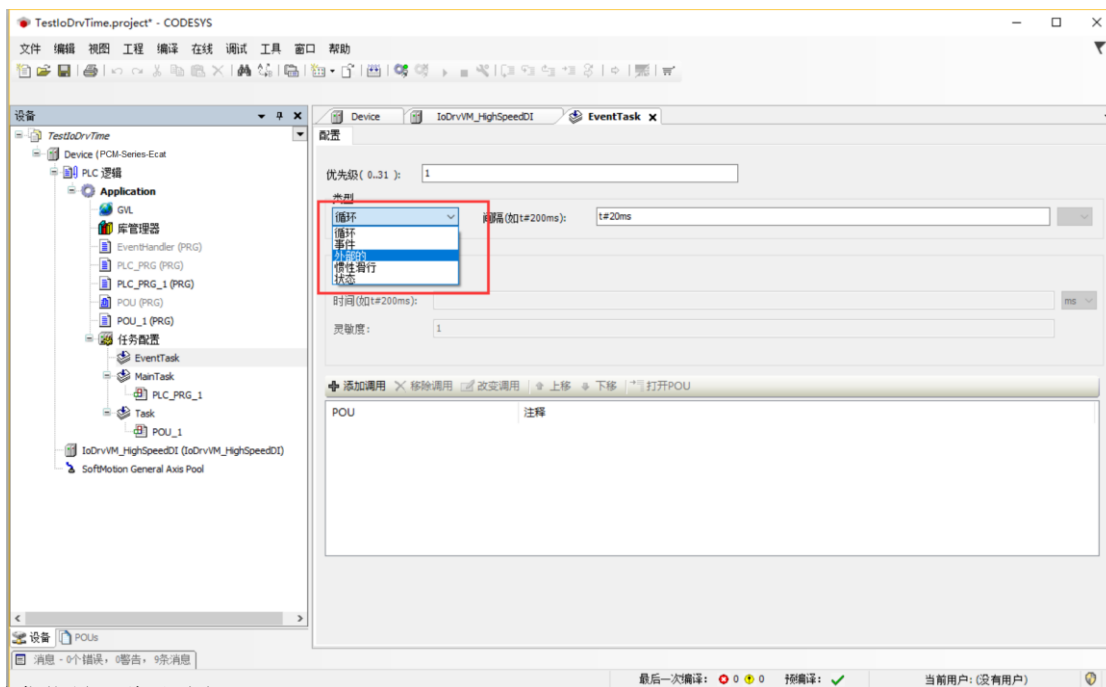 TestIoDrvTime.project* - CODESYS
文件 编辑 视图 工程 编译 在线 调试 工具 窗口 帮助
设备
TestIoDrvTime
Device (PCM-Series-Ecat
PLC 逻辑
Application
GVL
库管理器
EventHandler (PRG)
PLC_PRG (PRG)
PLC_PRG_1 (PRG)
POU (PRG)
POU_1 (PRG)
任务配置
EventTask
MainTask
PLC_PRG_1
Task
POU_1
IoDrvVM_HighSpeedDI (IoDrvVM_HighSpeedDI)
SoftMotion General Axis Pool
设备 POUs
Device IoDrvVM_HighSpeedDI EventTask
配置
优先级( 0..31 ): 1
类型
循环 间隔(如t#200ms): t#20ms
循环
事件
外部的
惯性滑行
状态
时间(如t#200ms): ms
灵敏度: 1
添加调用 移除调用 改变调用 上移 下移 打开POU
POU 注释
消息 - 0个错误, 0警告, 9条消息
最后一次编译: 0 0 预编译: 当前用户: (没有用户)